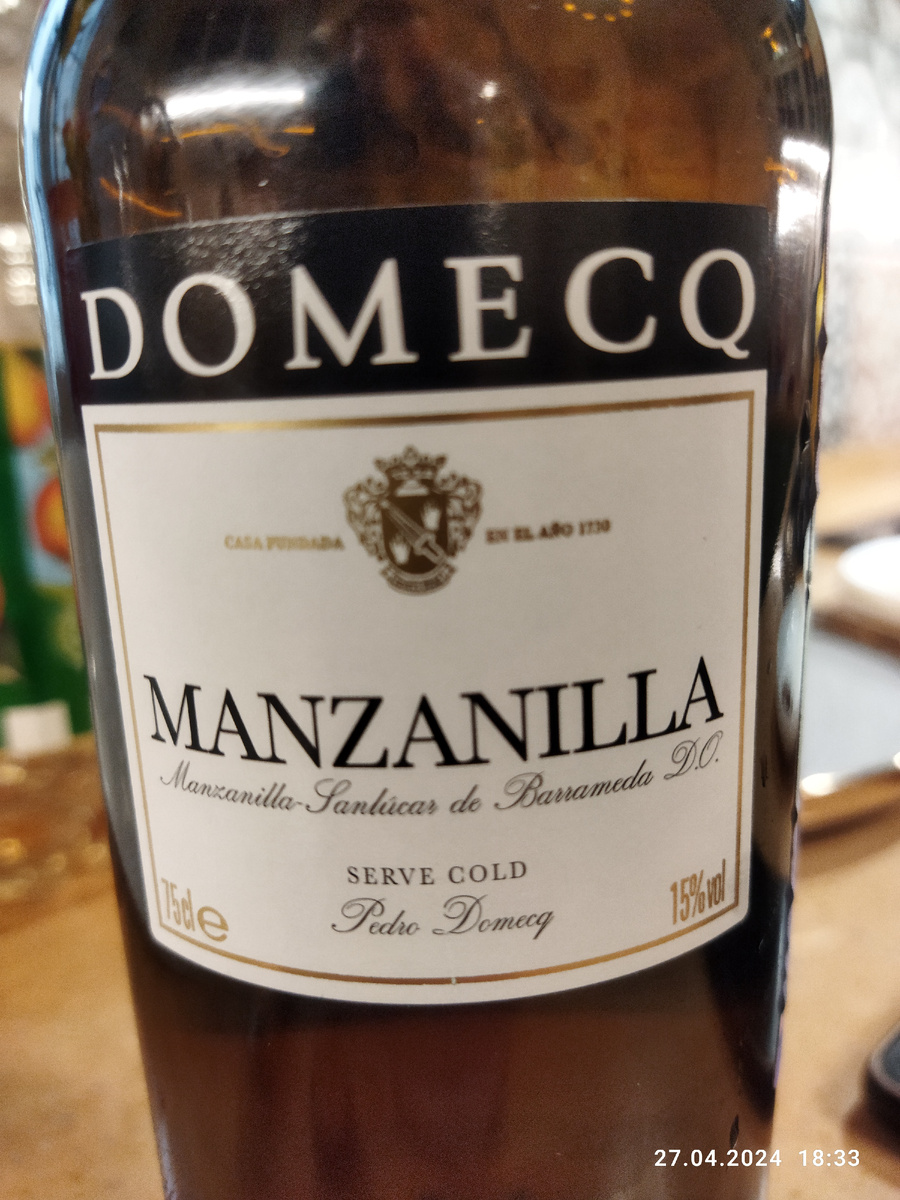 DOMECQ
CASA FUNDADA EN EL AÑO 1730
MANZANILLA
Manzanilla-Sanlúcar de Barrameda D.O.
SERVE COLD
75cl e Pedro Domecq 15%vol
27.04.2024 18:33